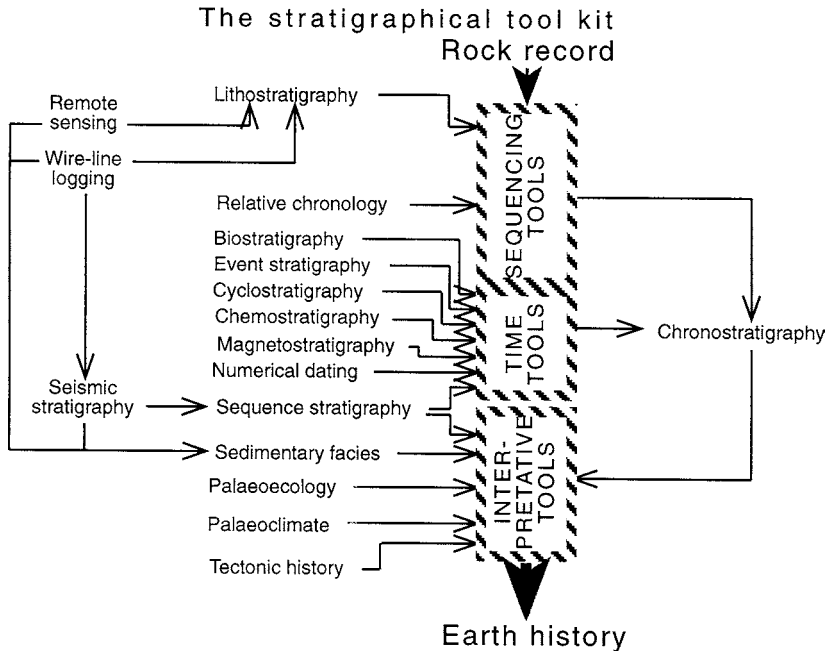 The stratigraphical tool kit
Rock record
Lithostratigraphy
Remote
sensing
Wire-line
logging
Relative chronology
Biostratigraphy
Event stratigraphy
Cyclostratigraphy
Chemostratigraphy
Magnetostratigraphy
Numerical dating
Seismic
stratigraphy
Sequence stratigraphy
Sedimentary facies
Palaeoecology
Palaeoclimate
Tectonic history
SEQUENCING
TOOLS
TIME
TOOLS
INTER-
PRETATIVE
TOOLS
Chronostratigraphy
Earth history